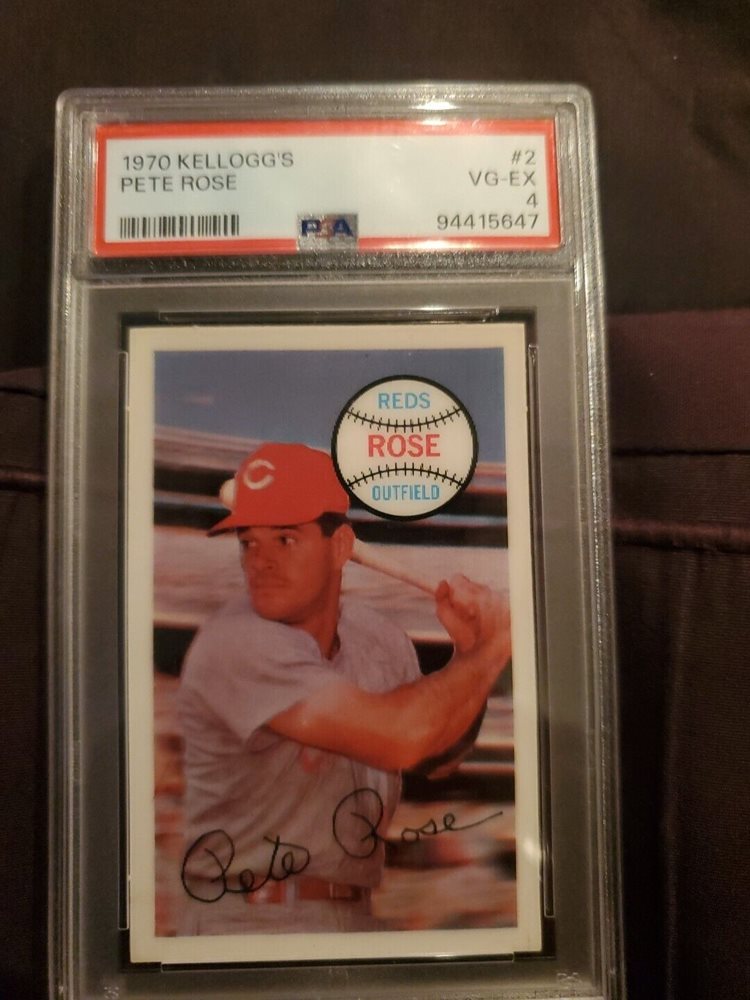 1970 KELLOGG'S #2
PETE ROSE VG-EX
4
PSA 94415647
REDS
ROSE
OUTFIELD
C
Pete Rose